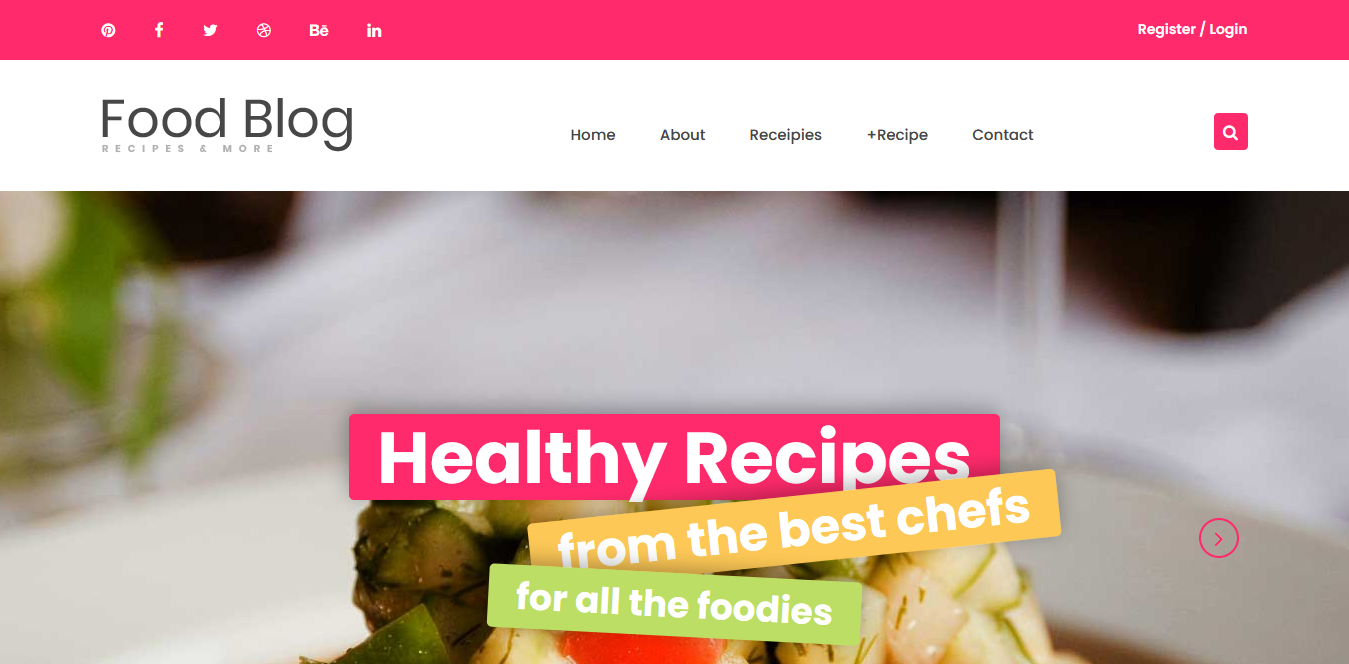 Bē
Register / Login
Food Blog
RECIPES & MORE
Home About Receipies +Recipe Contact
Healthy Recipes
from the best chefs
for all the foodies